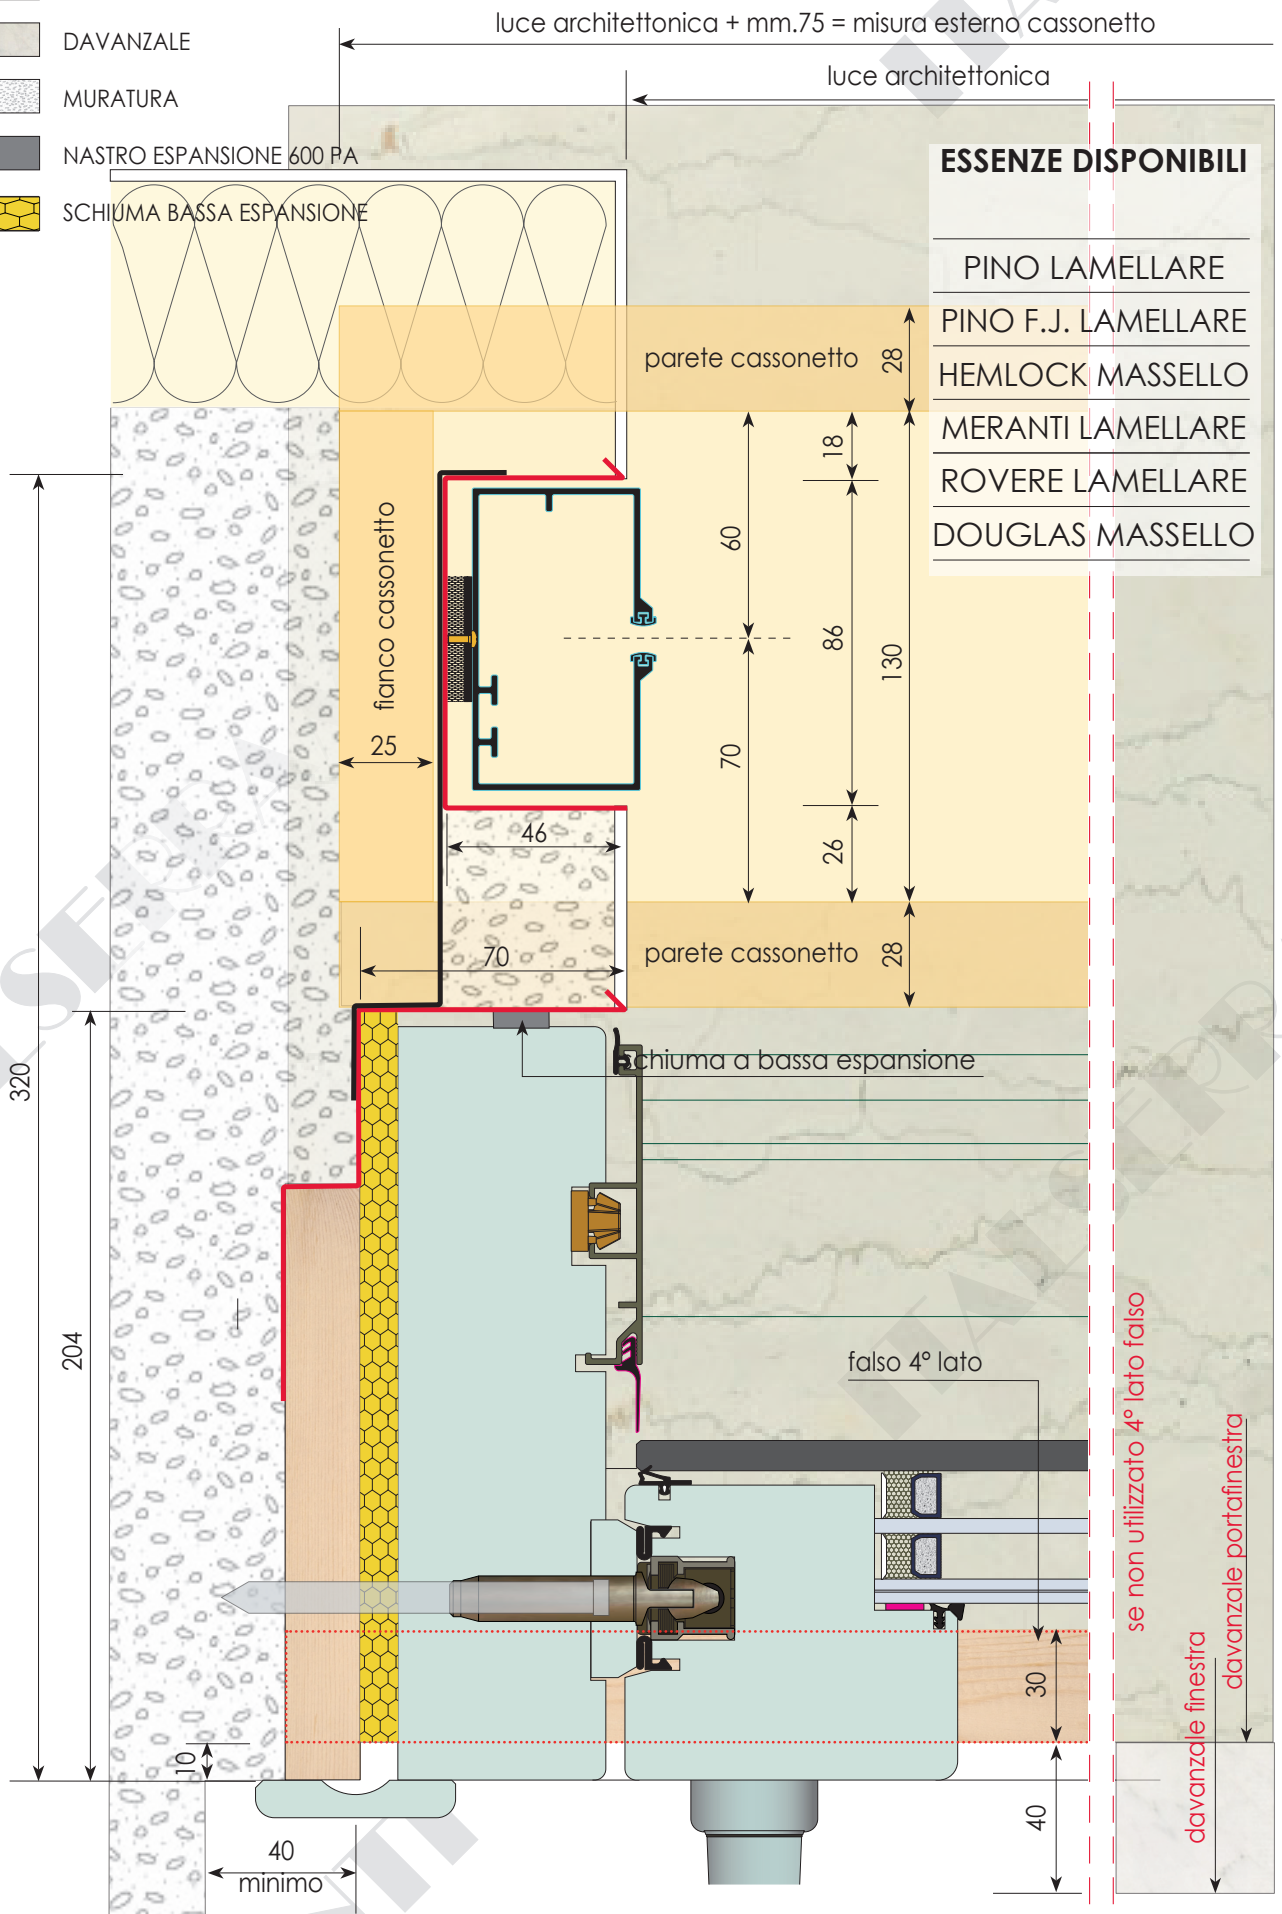 luce architettonica + mm.75 = misura esterno cassonetto
luce architettonica
DAVANZALE
MURATURA
NASTRO ESPANSIONE 600 PA
SCHIUMA BASSA ESPANSIONE
ESSENZE DISPONIBILI
PINO LAMELLARE
PINO F.J. LAMELLARE
HEMLOCK MASSELLO
MERANTI LAMELLARE
ROVERE LAMELLARE
DOUGLAS MASSELLO
parete cassonetto
28
18
60
86
130
fianco cassonetto
25
70
46
26
70
parete cassonetto
28
schiuma a bassa espansione
320
204
falso 4° lato
se non utilizzato 4° lato falso
davanzale portafinestra
davanzale finestra
30
10
40
40
minimo